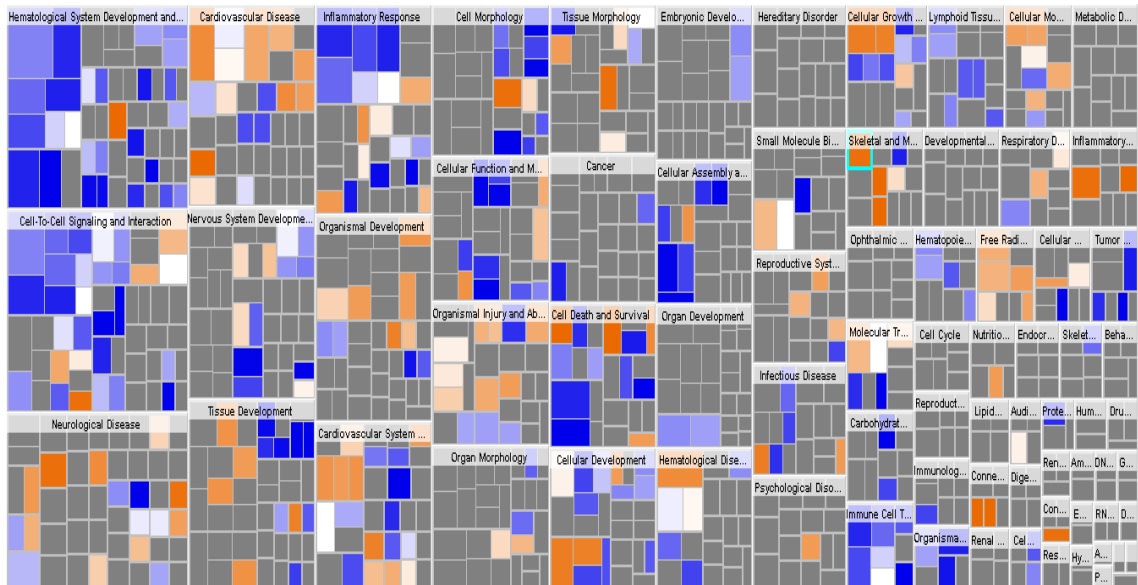 Hematological System Development and...
Cardiovascular Disease
Inflammatory Response
Cell Morphology
Tissue Morphology
Embryonic Develo...
Hereditary Disorder
Cellular Growth ...
Lymphoid Tissu...
Cellular Mo...
Metabolic D...
Small Molecule Bi...
Skeletal and M...
Developmental...
Respiratory D...
Inflammatory...
Cellular Function and M...
Cancer
Cellular Assembly a...
Cell-To-Cell Signaling and Interaction
Nervous System Developme...
Organismal Development
Ophthalmic ...
Hematopoie...
Free Radi...
Cellular ...
Tumor ...
Reproductive Syst...
Organismal Injury and Ab...
Cell Death and Survival
Organ Development
Molecular Tr...
Cell Cycle
Nutritio...
Endocr...
Skelet...
Beha...
Infectious Disease
Neurological Disease
Tissue Development
Cardiovascular System ...
Reproduct...
Lipid...
Audi...
Prote...
Hum...
Dru...
Carbohydrat...
Organ Morphology
Cellular Development
Hematological Dise...
Immunolog...
Conne...
Dige...
Ren...
Am...
DN...
G...
Psychological Diso...
Immune Cell T...
Con...
E...
RN...
D...
Organisma...
Renal ...
Cel...
Res...
Hy...
A...
P...